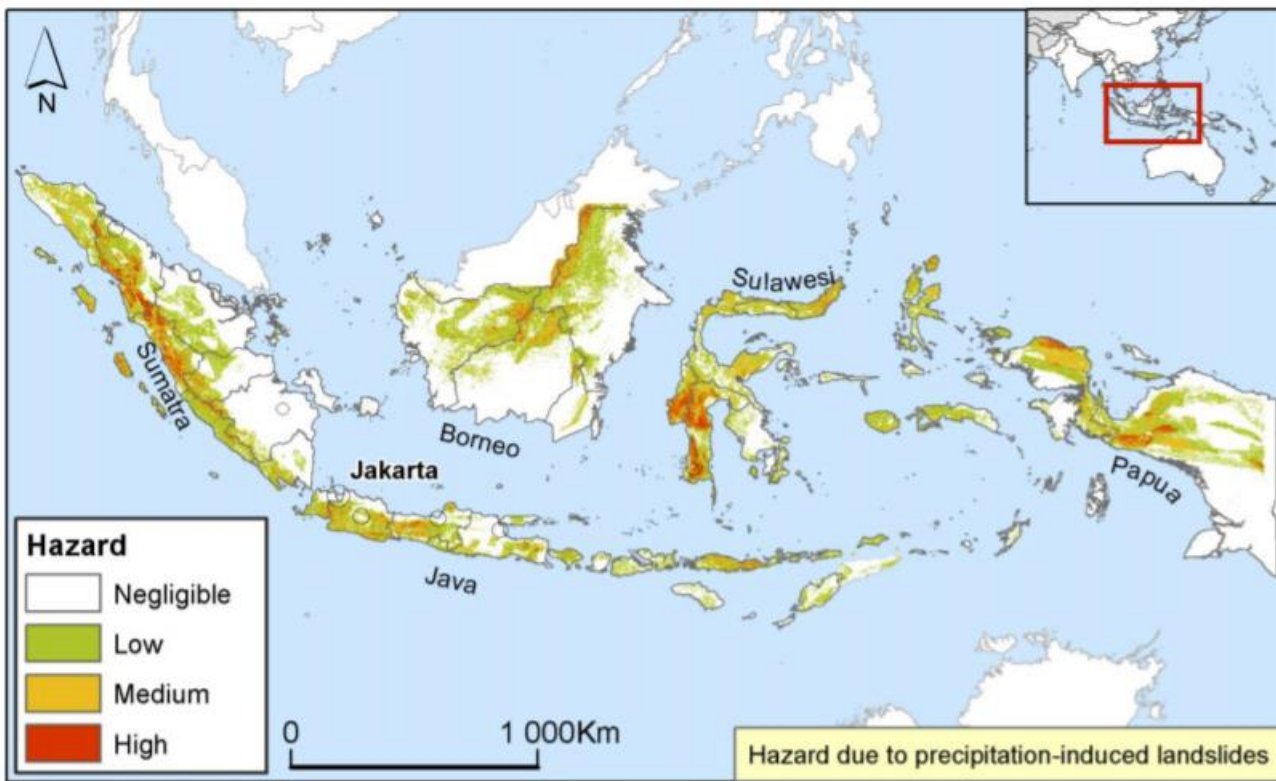 N
Sulawesi
Sumatra
Borneo
Jakarta
Papua
Java
Hazard
Negligible
Low
Medium
High
0 1 000Km
Hazard due to precipitation-induced landslides